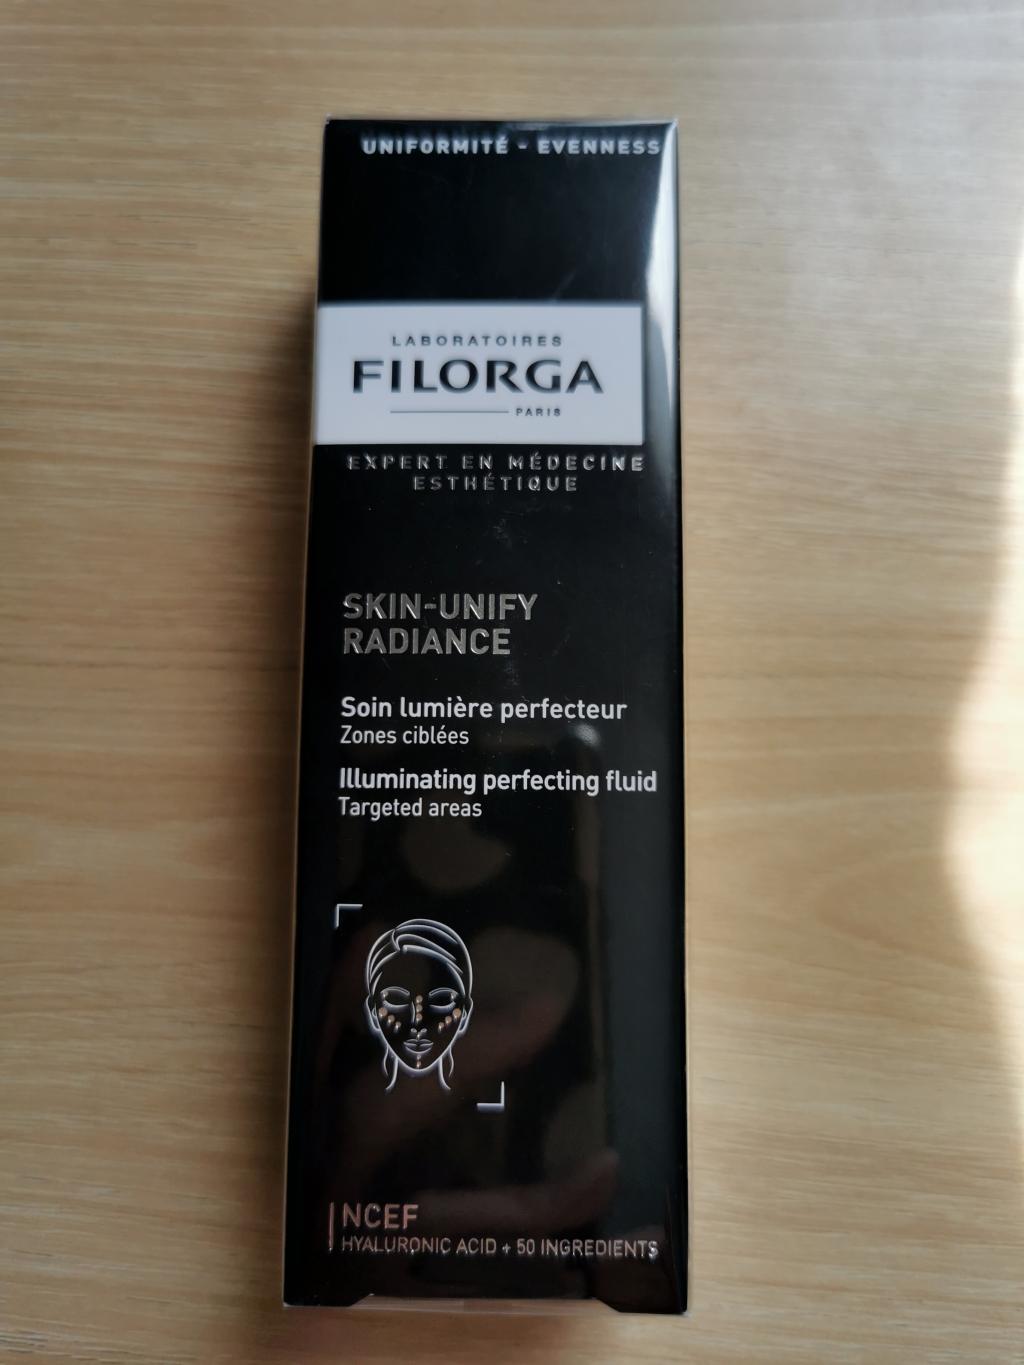 UNIFORMITÉ - EVENNESS
LABORATOIRES
FILORGA
PARIS
EXPERT EN MÉDECINE
ESTHÉTIQUE
SKIN-UNIFY
RADIANCE
Soin lumière perfecteur
Zones ciblées
Illuminating perfecting fluid
Targeted areas
NCEF
HYALURONIC ACID + 50 INGREDIENTS